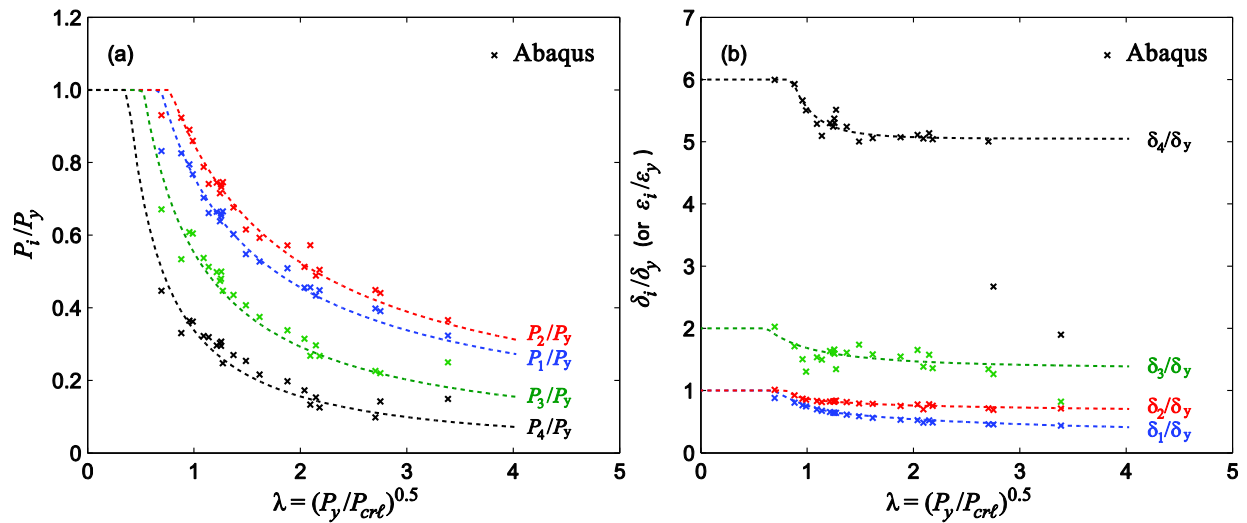 (a)
× Abaqus
1.2
1.0
0.8
0.6
0.4
0.2
0
P_i/P_y
P_2/P_y
P_1/P_y
P_3/P_y
P_4/P_y
0 1 2 3 4 5
λ = (P_y/P_crℓ)^0.5
(b)
× Abaqus
7
6
5
4
3
2
1
0
δ_i/δ_y (or ε_i/ε_y)
δ_4/δ_y
δ_3/δ_y
δ_2/δ_y
δ_1/δ_y
0 1 2 3 4 5
λ = (P_y/P_crℓ)^0.5